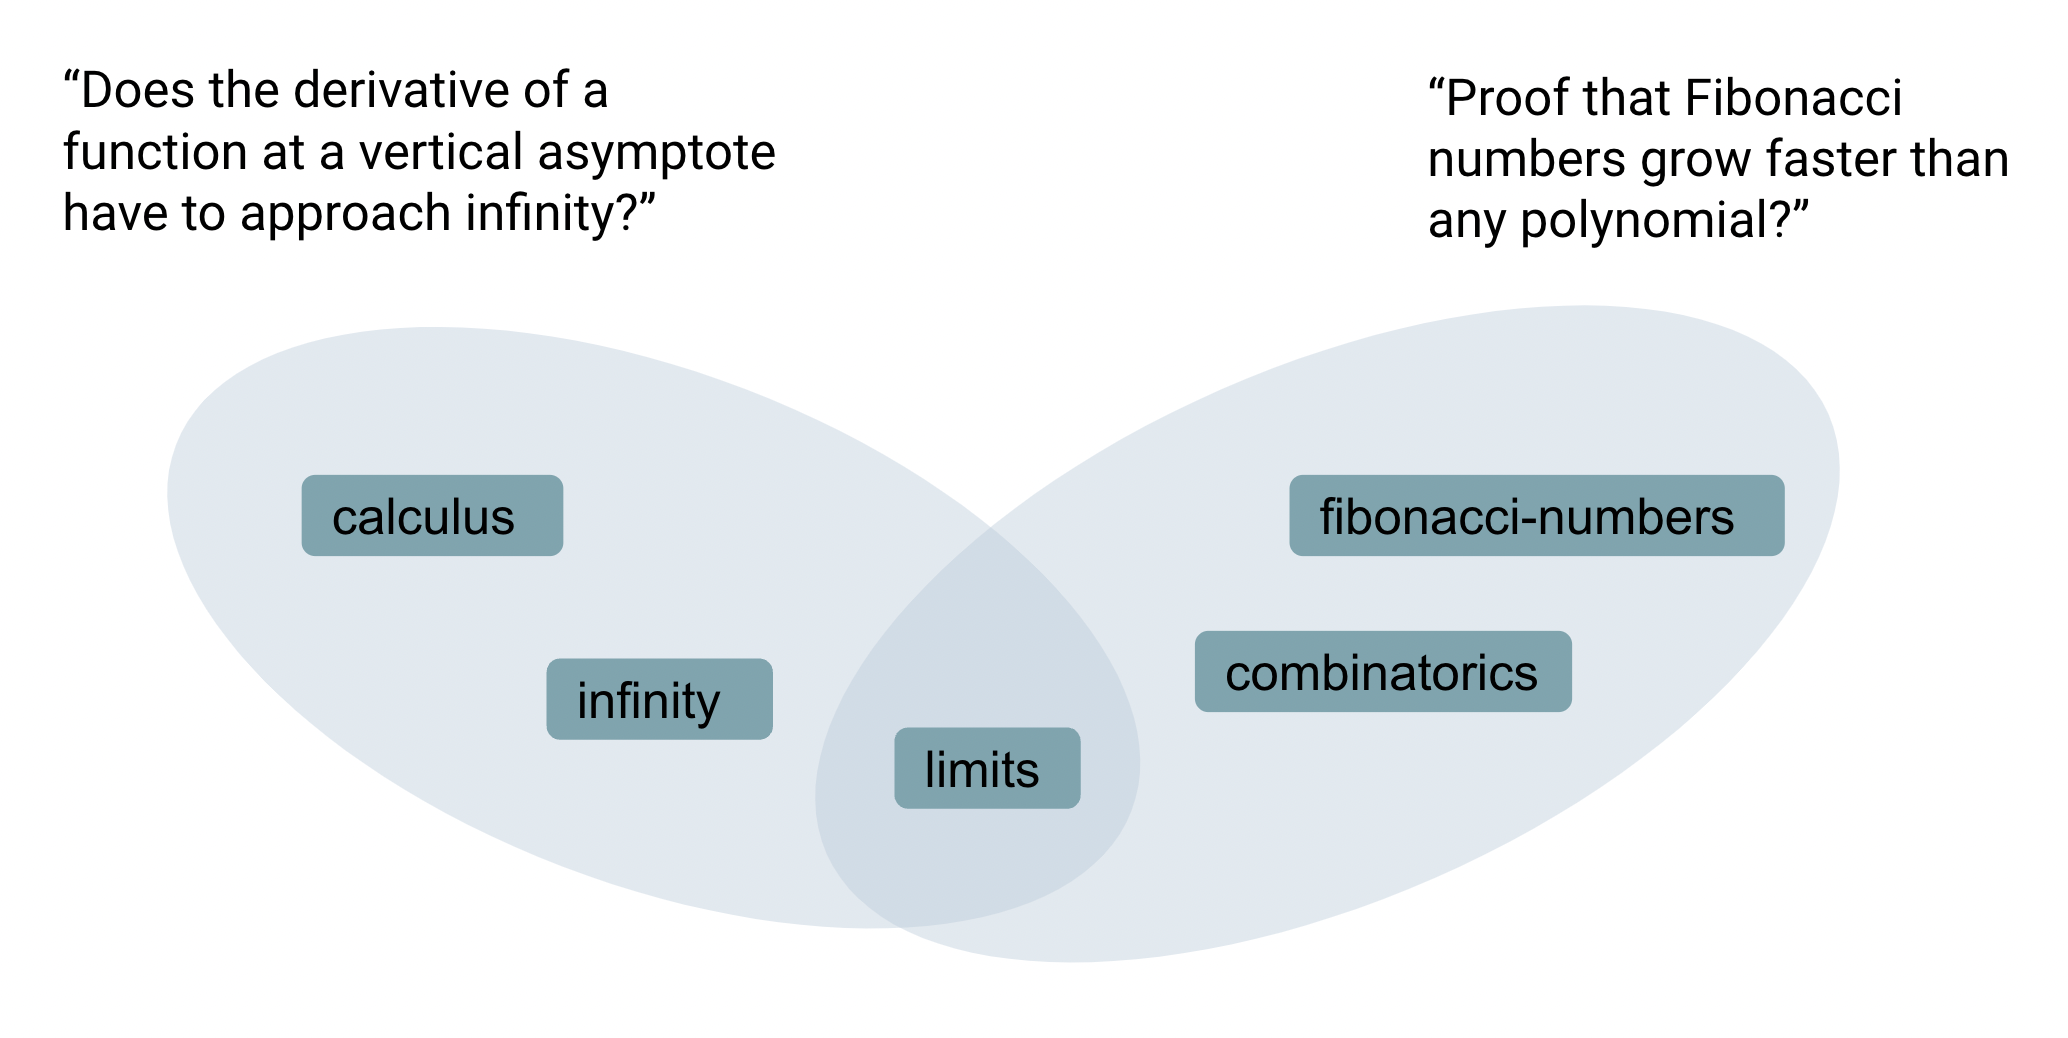 “Does the derivative of a
function at a vertical asymptote
have to approach infinity?”
“Proof that Fibonacci
numbers grow faster than
any polynomial?”
calculus
fibonacci-numbers
infinity
combinatorics
limits